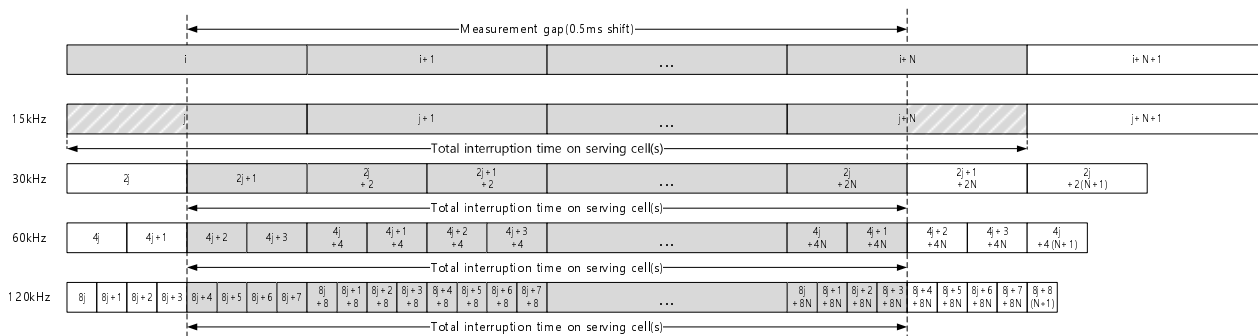 Measurement gap(0.5ms shift)
i i+1 ... i+N i+N+1
15kHz j j+1 ... j+N j+N+1
Total interruption time on serving cell(s)
30kHz 2j 2j+1 2j +2 2j+1 +2 ... 2j +2N 2j+1 +2N 2j +2(N+1)
Total interruption time on serving cell(s)
60kHz 4j 4j+1 4j+2 4j+3 4j +4 4j+1 +4 4j+2 +4 4j+3 +4 ... 4j +4N 4j+1 +4N 4j+2 +4N 4j+3 +4N 4j +4(N+1)
Total interruption time on serving cell(s)
120kHz 8j 8j+1 8j+2 8j+3 8j+4 8j+5 8j+6 8j+7 8j +8 8j+1 +8 8j+2 +8 8j+3 +8 8j+4 +8 8j+5 +8 8j+6 +8 8j+7 +8 ... 8j +8N 8j+1 +8N 8j+2 +8N 8j+3 +8N 8j+4 +8N 8j+5 +8N 8j+6 +8N 8j+7 +8N 8j+8 (N+1)
Total interruption time on serving cell(s)